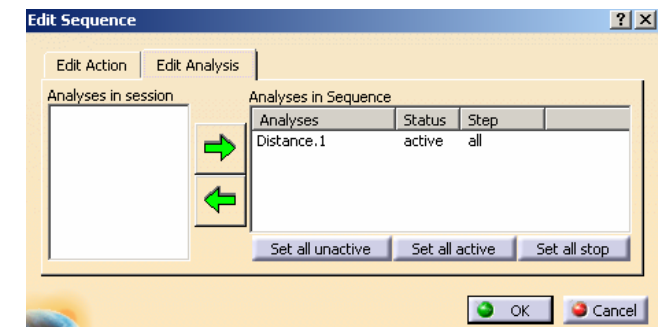 Edit Sequence
? X
Edit Action Edit Analysis
Analyses in session Analyses in Sequence
Analyses Status Step
Distance.1 active all
Set all unactive Set all active Set all stop
OK Cancel